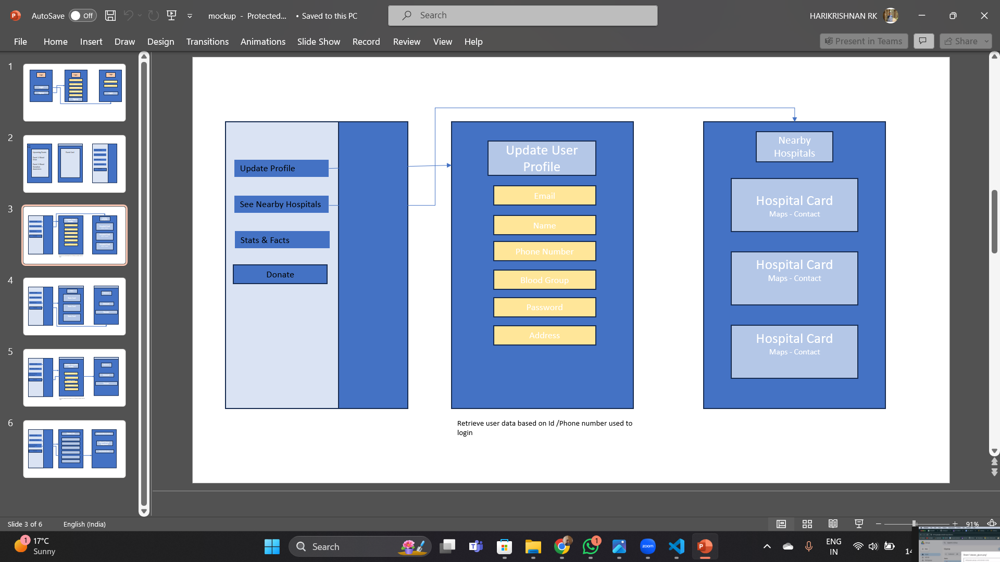 AutoSave Off mockup - Protected... • Saved to this PC Search HARIKRISHNAN RK
File Home Insert Draw Design Transitions Animations Slide Show Record Review View Help Present in Teams Share
1
2
3
4
5
6
Update Profile
See Nearby Hospitals
Stats & Facts
Donate
Update User
Profile
Email
Name
Phone Number
Blood Group
Password
Address
Retrieve user data based on Id /Phone number used to
login
Nearby
Hospitals
Hospital Card
Maps - Contact
Hospital Card
Maps - Contact
Hospital Card
Maps - Contact
Slide 3 of 6 English (India) 91%
1
17°C
Sunny
Search
zoom
1
ENG
IN
14